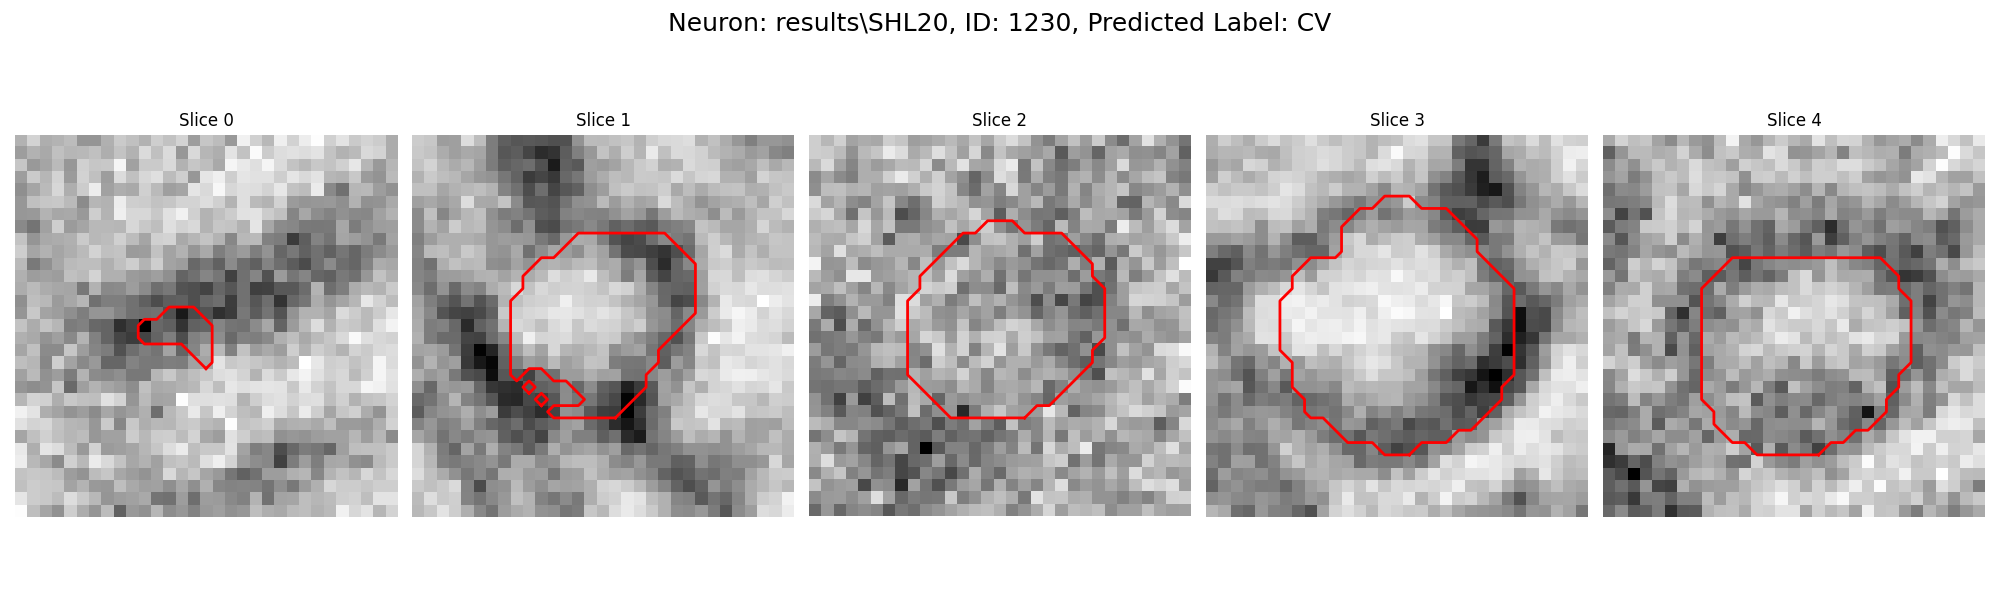 Neuron: results\SHL20, ID: 1230, Predicted Label: CV
Slice 0
Slice 1
Slice 2
Slice 3
Slice 4